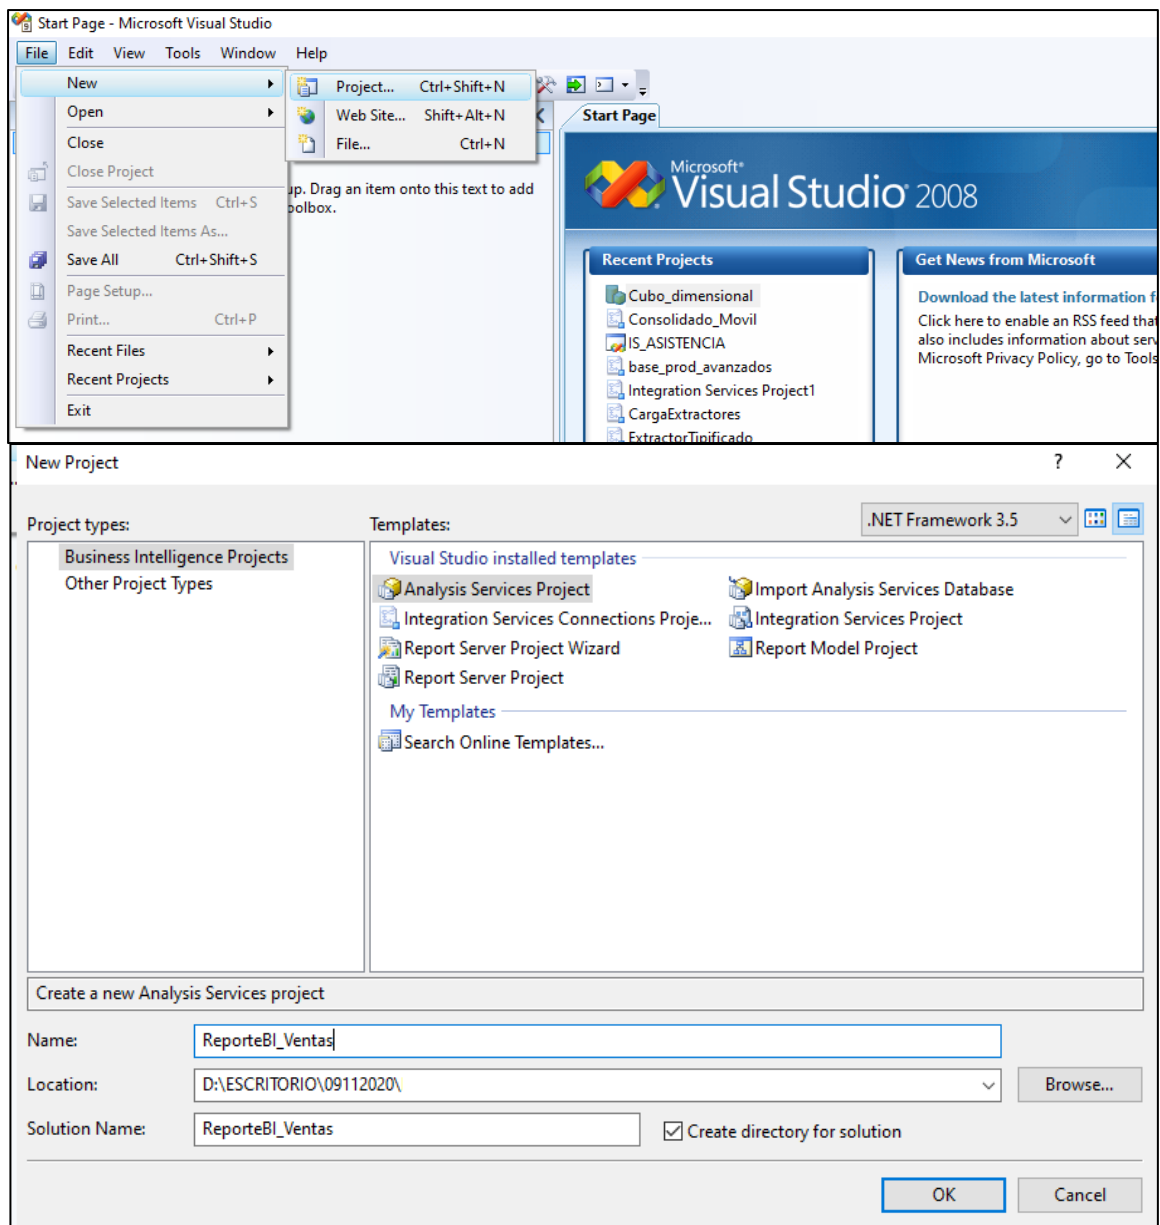 Start Page - Microsoft Visual Studio
File Edit View Tools Window Help
New
Project... Ctrl+Shift+N
Open
Web Site... Shift+Alt+N
Start Page
Close
File... Ctrl+N
Close Project
up. Drag an item onto this text to add
Save Selected Items Ctrl+S
Save Selected Items As...
Save All Ctrl+Shift+S
Page Setup...
Print... Ctrl+P
Recent Files
Recent Projects
Exit
Microsoft
Visual Studio 2008
Recent Projects
Cubo_dimensional
Consolidado_Movil
IS_ASISTENCIA
base_prod_avanzados
Integration Services Project1
CargaExtractores
ExtractorTipificado
Get News from Microsoft
Download the latest information
Click here to enable an RSS feed that
also includes information about
Microsoft Privacy Policy, go to Tools
New Project
Project types:
Business Intelligence Projects
Other Project Types
Templates:
.NET Framework 3.5
Visual Studio installed templates
Analysis Services Project
Import Analysis Services Database
Integration Services Connections Proje...
Integration Services Project
Report Server Project Wizard
Report Model Project
Report Server Project
My Templates
Search Online Templates...
Create a new Analysis Services project
Name: ReporteBI_Ventas
Location: D:\ESCRITORIO\09112020\ Browse...
Solution Name: ReporteBI_Ventas Create directory for solution
OK Cancel